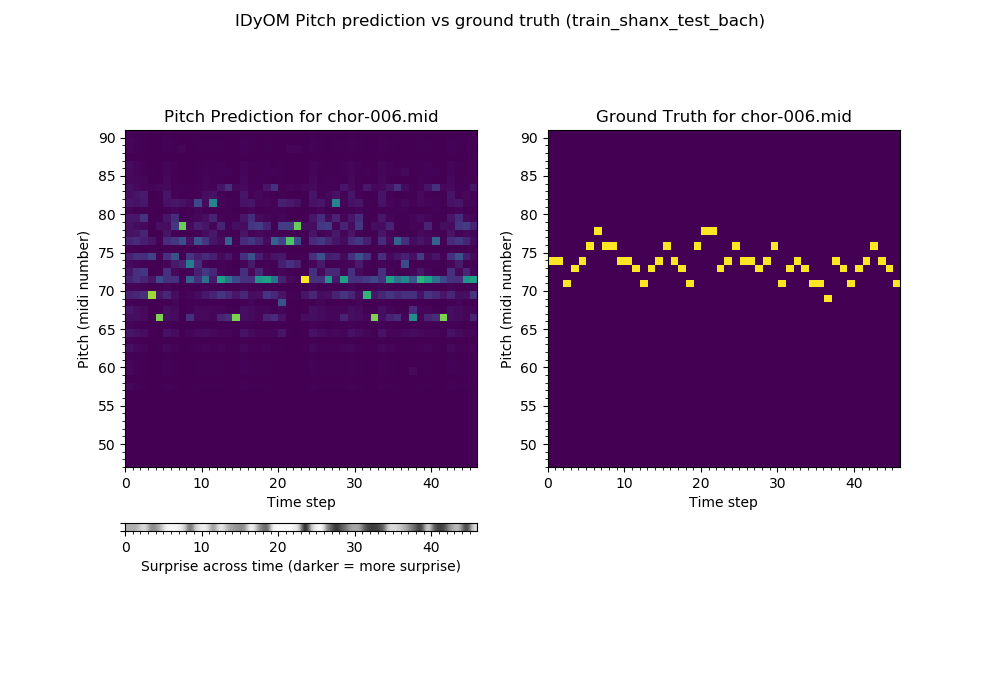 IDyOM Pitch prediction vs ground truth (train_shanx_test_bach)
Pitch Prediction for chor-006.mid
90
85
80
75
70
65
60
55
50
Pitch (midi number)
0 10 20 30 40
Time step
0 10 20 30 40
Surprise across time (darker = more surprise)
Ground Truth for chor-006.mid
90
85
80
75
70
65
60
55
50
Pitch (midi number)
0 10 20 30 40
Time step